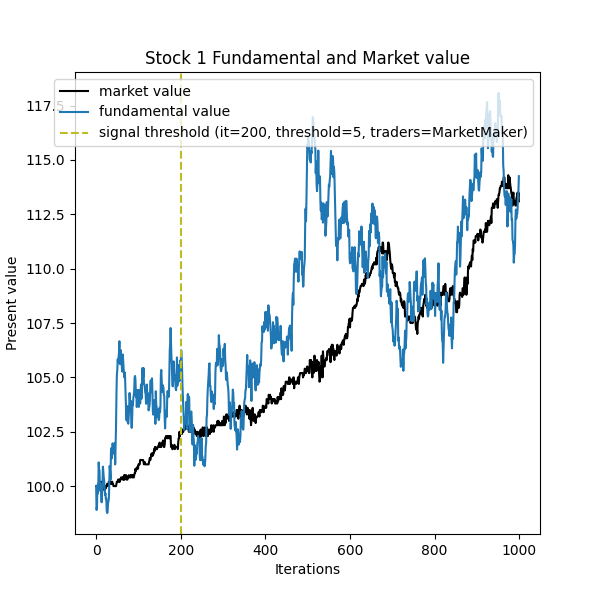 Stock 1 Fundamental and Market value
market value
fundamental value
signal threshold (it=200, threshold=5, traders=MarketMaker)
117.5
115.0
112.5
110.0
107.5
105.0
102.5
100.0
Present value
0 200 400 600 800 1000
Iterations